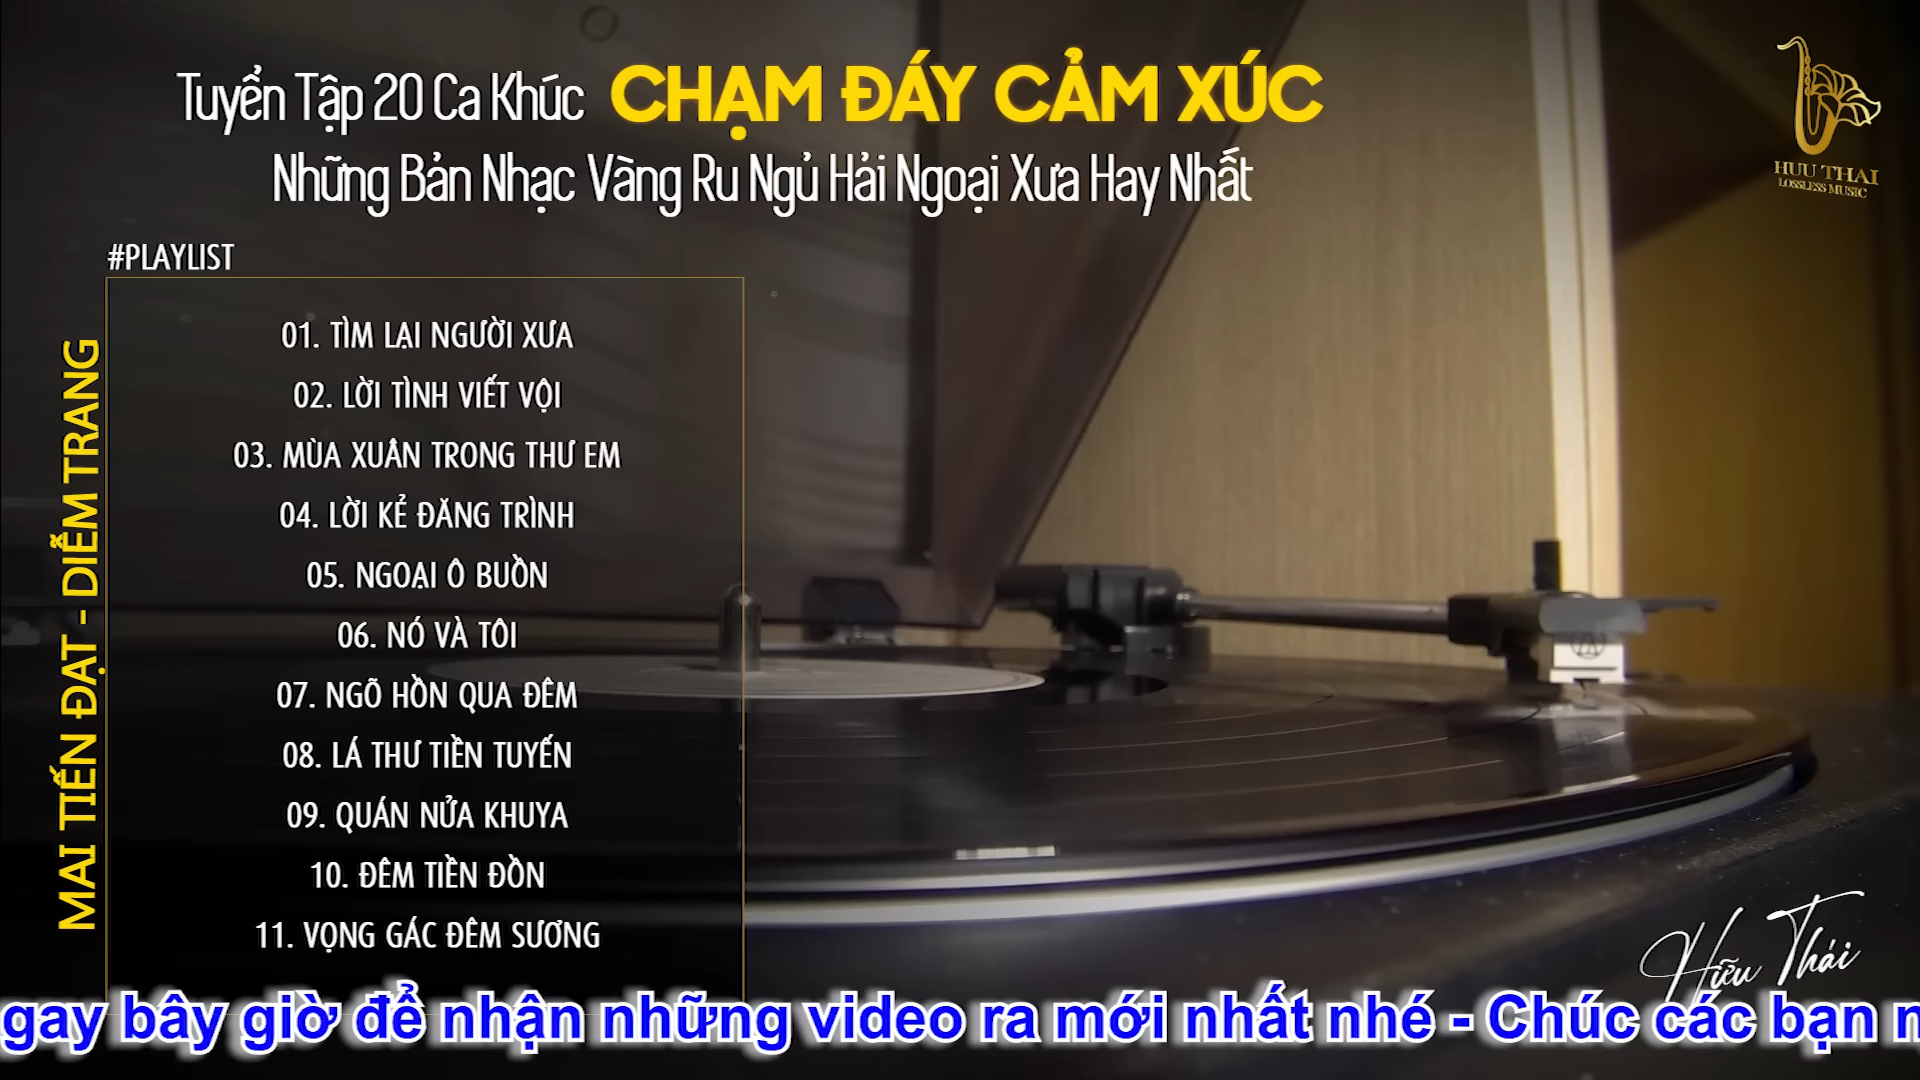 Tuyển Tập 20 Ca Khúc CHẠM ĐÁY CẢM XÚC
Những Bản Nhạc Vàng Ru Ngủ Hải Ngoại Xưa Hay Nhất
HUU THAI
LOSSLESS MUSIC
#PLAYLIST
MAI TIẾN ĐẠT - DIỄM TRANG
01. TÌM LẠI NGƯỜI XƯA
02. LỜI TÌNH VIẾT VỘI
03. MÙA XUÂN TRONG THƯ EM
04. LỜI KẺ ĐĂNG TRÌNH
05. NGOẠI Ô BUỒN
06. NÓ VÀ TÔI
07. NGÕ HỒN QUA ĐÊM
08. LÁ THƯ TIỀN TUYẾN
09. QUÁN NỬA KHUYA
10. ĐÊM TIỀN ĐỒN
11. VỌNG GÁC ĐÊM SƯƠNG
Hữu Thái
gay bây giờ để nhận những video ra mới nhất nhé - Chúc các bạn